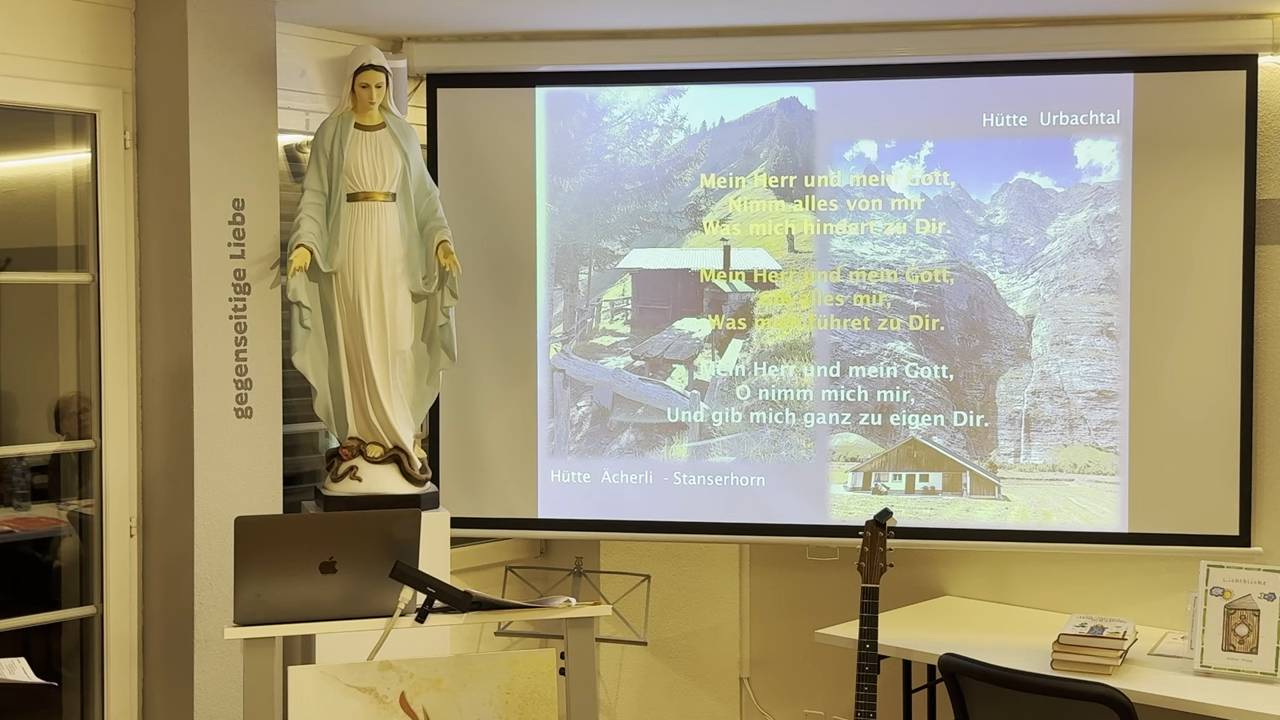 gegenseitige Liebe
Hütte Urbachtal
Mein Herr und mein Gott,
Nimm alles von mir
Was mich hindert zu Dir.
Mein Herr und mein Gott,
alles mir,
Was mich führet zu Dir.
Mein Herr und mein Gott,
O nimm mich mir,
Und gib mich ganz zu eigen Dir.
Hütte Ächerli - Stanserhorn
Lichtblicke